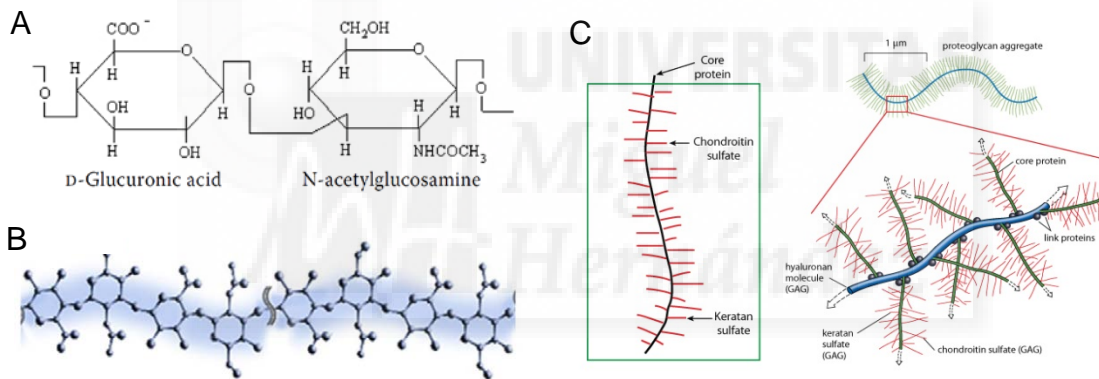 A
COO⁻
O
H
H
O
H
OH
H
H
OH
D-Glucuronic acid
O
CH₂OH
O
H
H
HO
H
H
H
NHCOCH₃
O
N-acetylglucosamine
B
C
Core
protein
Chondroitin
sulfate
Keratan
sulfate
1 µm
proteoglycan aggregate
core protein
link proteins
hyaluronan
molecule (GAG)
keratan
sulfate (GAG)
chondroitin sulfate (GAG)
UNIVERSITAS
Miguel
Hernández